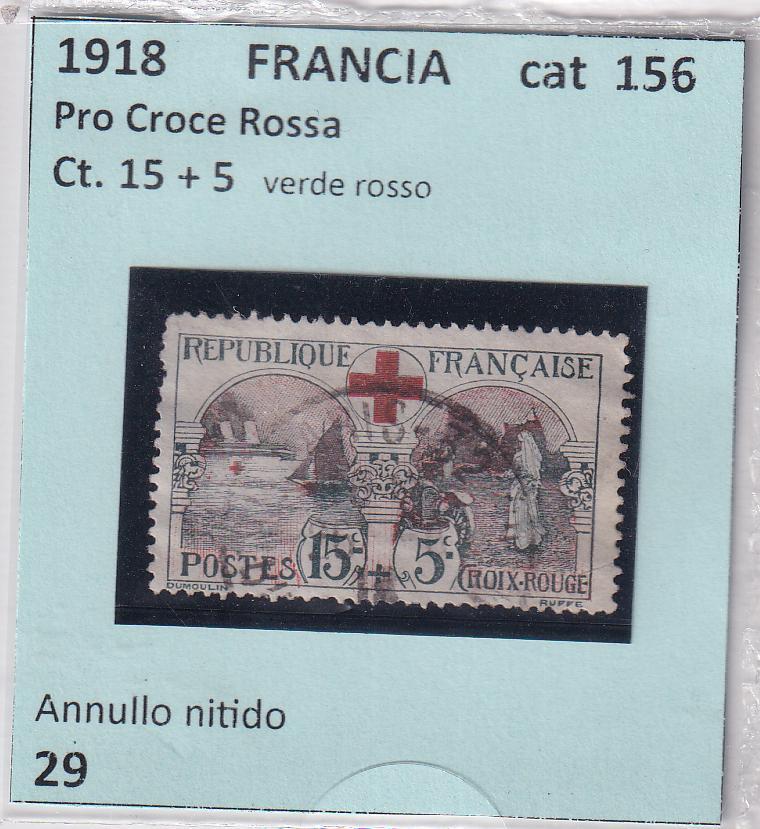 1918 FRANCIA cat 156
Pro Croce Rossa
Ct. 15 + 5 verde rosso
REPUBLIQUE FRANÇAISE
POSTES 15c + 5c CROIX-ROUGE
DUMOULIN RUFFE
Annullo nitido
29